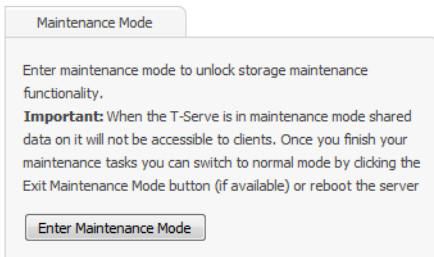 Maintenance Mode
Enter maintenance mode to unlock storage maintenance
functionality.
Important: When the T-Serve is in maintenance mode shared
data on it will not be accessible to clients. Once you finish your
maintenance tasks you can switch to normal mode by clicking the
Exit Maintenance Mode button (if available) or reboot the server
Enter Maintenance Mode